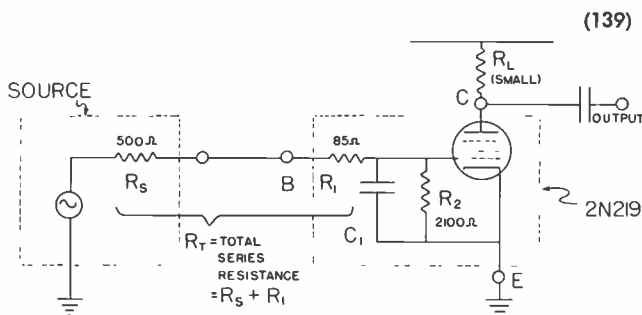 (139)
R_L
(SMALL)
C
OUTPUT
SOURCE
500Ω
85Ω
R_S
B
R_1
C_1
R_2
2100Ω
2N219
R_T = TOTAL
SERIES
RESISTANCE
= R_S + R_1
E